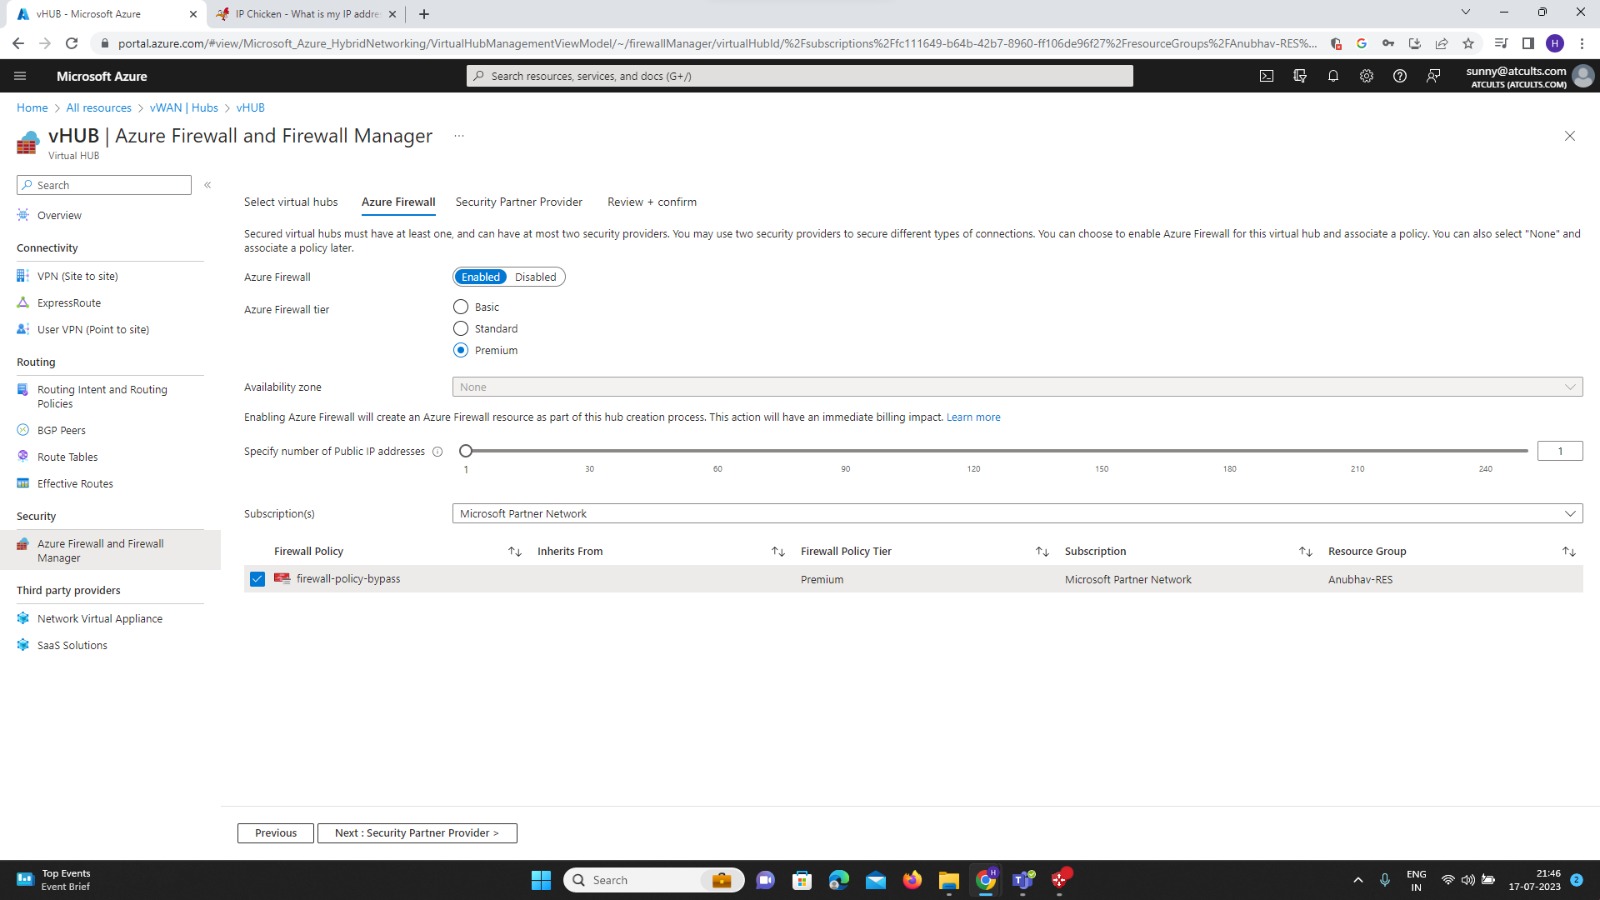 vHUB - Microsoft Azure
IP Chicken - What is my IP addre
portal.azure.com/#view/Microsoft_Azure_HybridNetworking/VirtualHubManagementViewModel/~/firewallManager/virtualHubId/%2Fsubscriptions%2Ffc111649-b64b-42b7-8960-ff106de96f27%2FresourceGroups%2FAnubhav-RES%...
H
Microsoft Azure
Search resources, services, and docs (G+/)
sunny@atcults.com
ATCULTS (ATCULTS.COM)
Home > All resources > vWAN | Hubs > vHUB
vHUB | Azure Firewall and Firewall Manager ...
Virtual HUB
Search
Overview
Connectivity
VPN (Site to site)
ExpressRoute
User VPN (Point to site)
Routing
Routing Intent and Routing
Policies
BGP Peers
Route Tables
Effective Routes
Security
Azure Firewall and Firewall
Manager
Third party providers
Network Virtual Appliance
SaaS Solutions
Select virtual hubs Azure Firewall Security Partner Provider Review + confirm
Secured virtual hubs must have at least one, and can have at most two security providers. You may use two security providers to secure different types of connections. You can choose to enable Azure Firewall for this virtual hub and associate a policy. You can also select "None" and
associate a policy later.
Azure Firewall Enabled Disabled
Azure Firewall tier Basic
Standard
Premium
Availability zone None
Enabling Azure Firewall will create an Azure Firewall resource as part of this hub creation process. This action will have an immediate billing impact. Learn more
Specify number of Public IP addresses 1
1 30 60 90 120 150 180 210 240
Subscription(s) Microsoft Partner Network
Firewall Policy Inherits From Firewall Policy Tier Subscription Resource Group
firewall-policy-bypass Premium Microsoft Partner Network Anubhav-RES
Previous Next : Security Partner Provider >
Top Events
Event Brief
Search
ENG
IN
21:46
17-07-2023
2